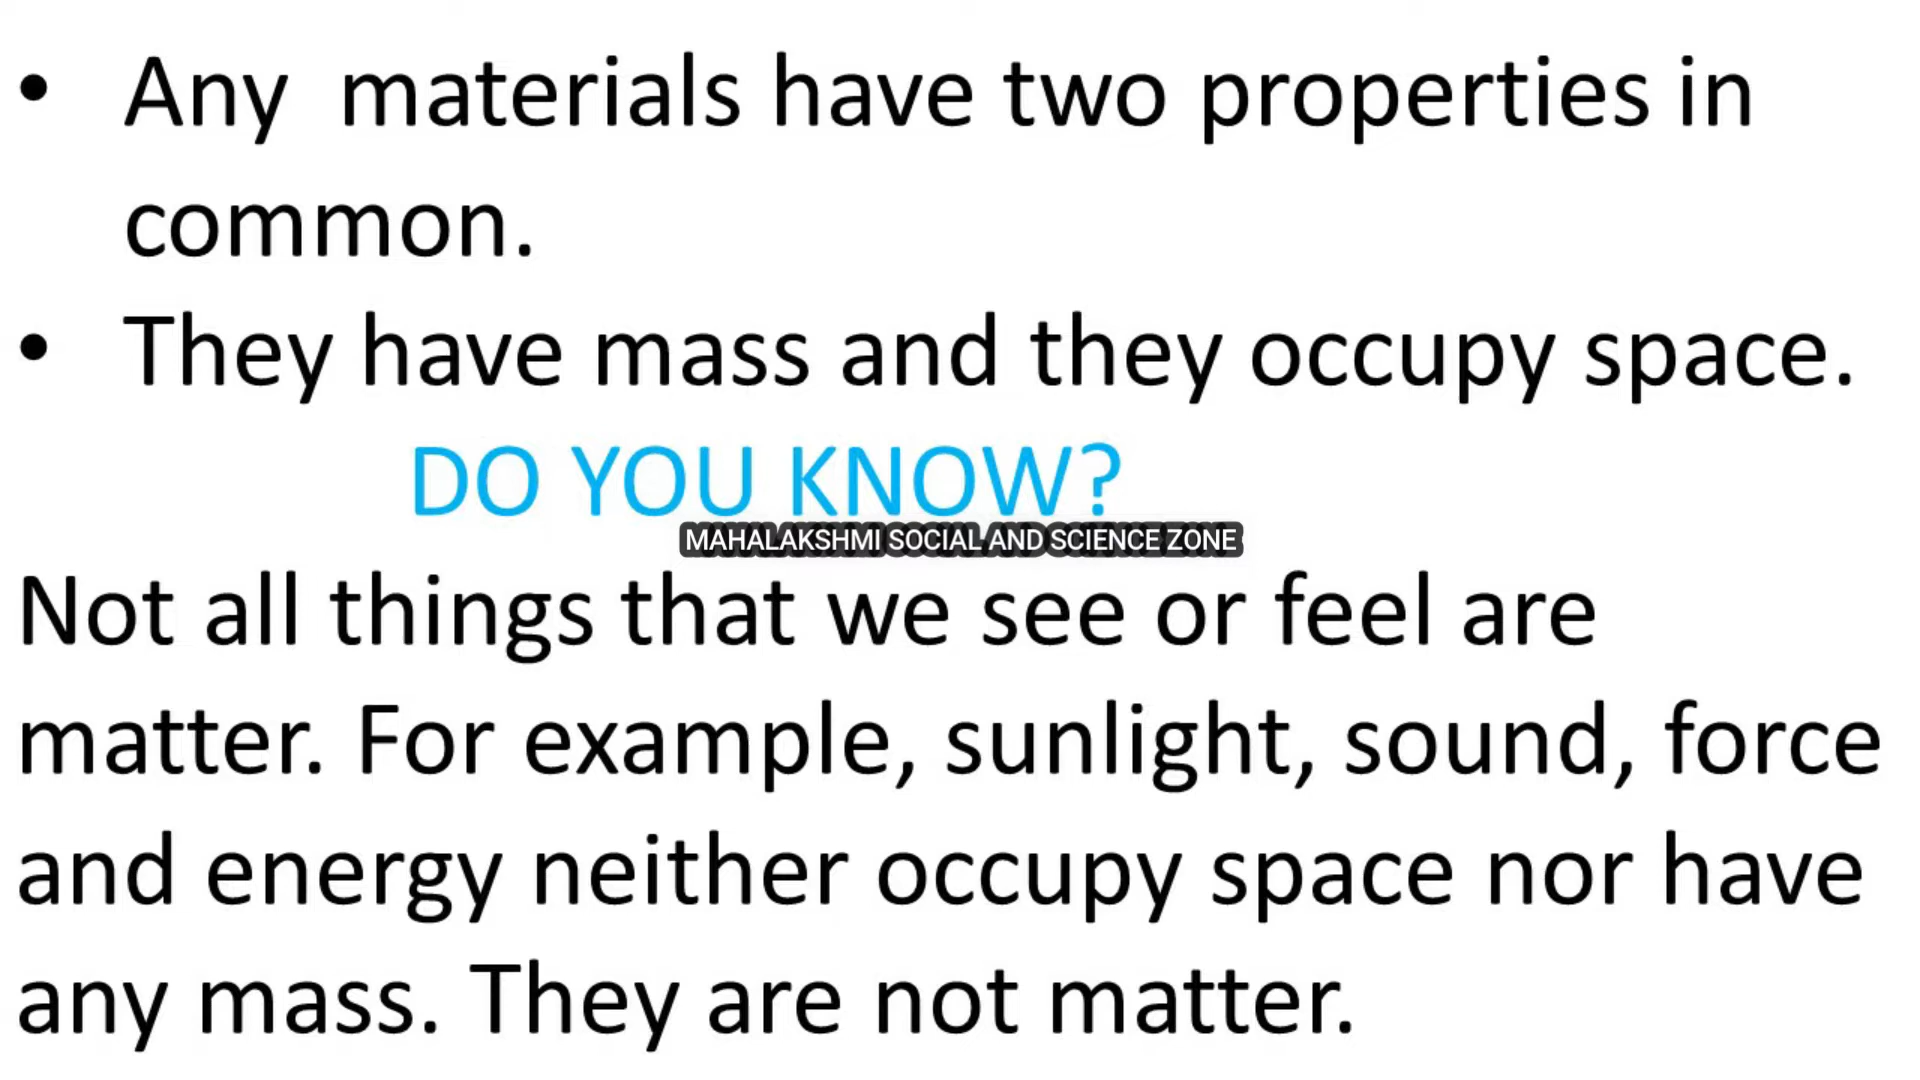 • Any materials have two properties in
common.
• They have mass and they occupy space.
DO YOU KNOW?
MAHALAKSHMI SOCIAL AND SCIENCE ZONE
Not all things that we see or feel are
matter. For example, sunlight, sound, force
and energy neither occupy space nor have
any mass. They are not matter.